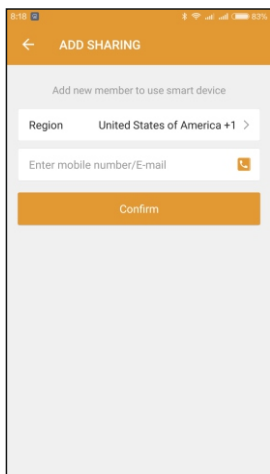 8:18 83%
ADD SHARING
Add new member to use smart device
Region United States of America +1
Enter mobile number/E-mail
Confirm